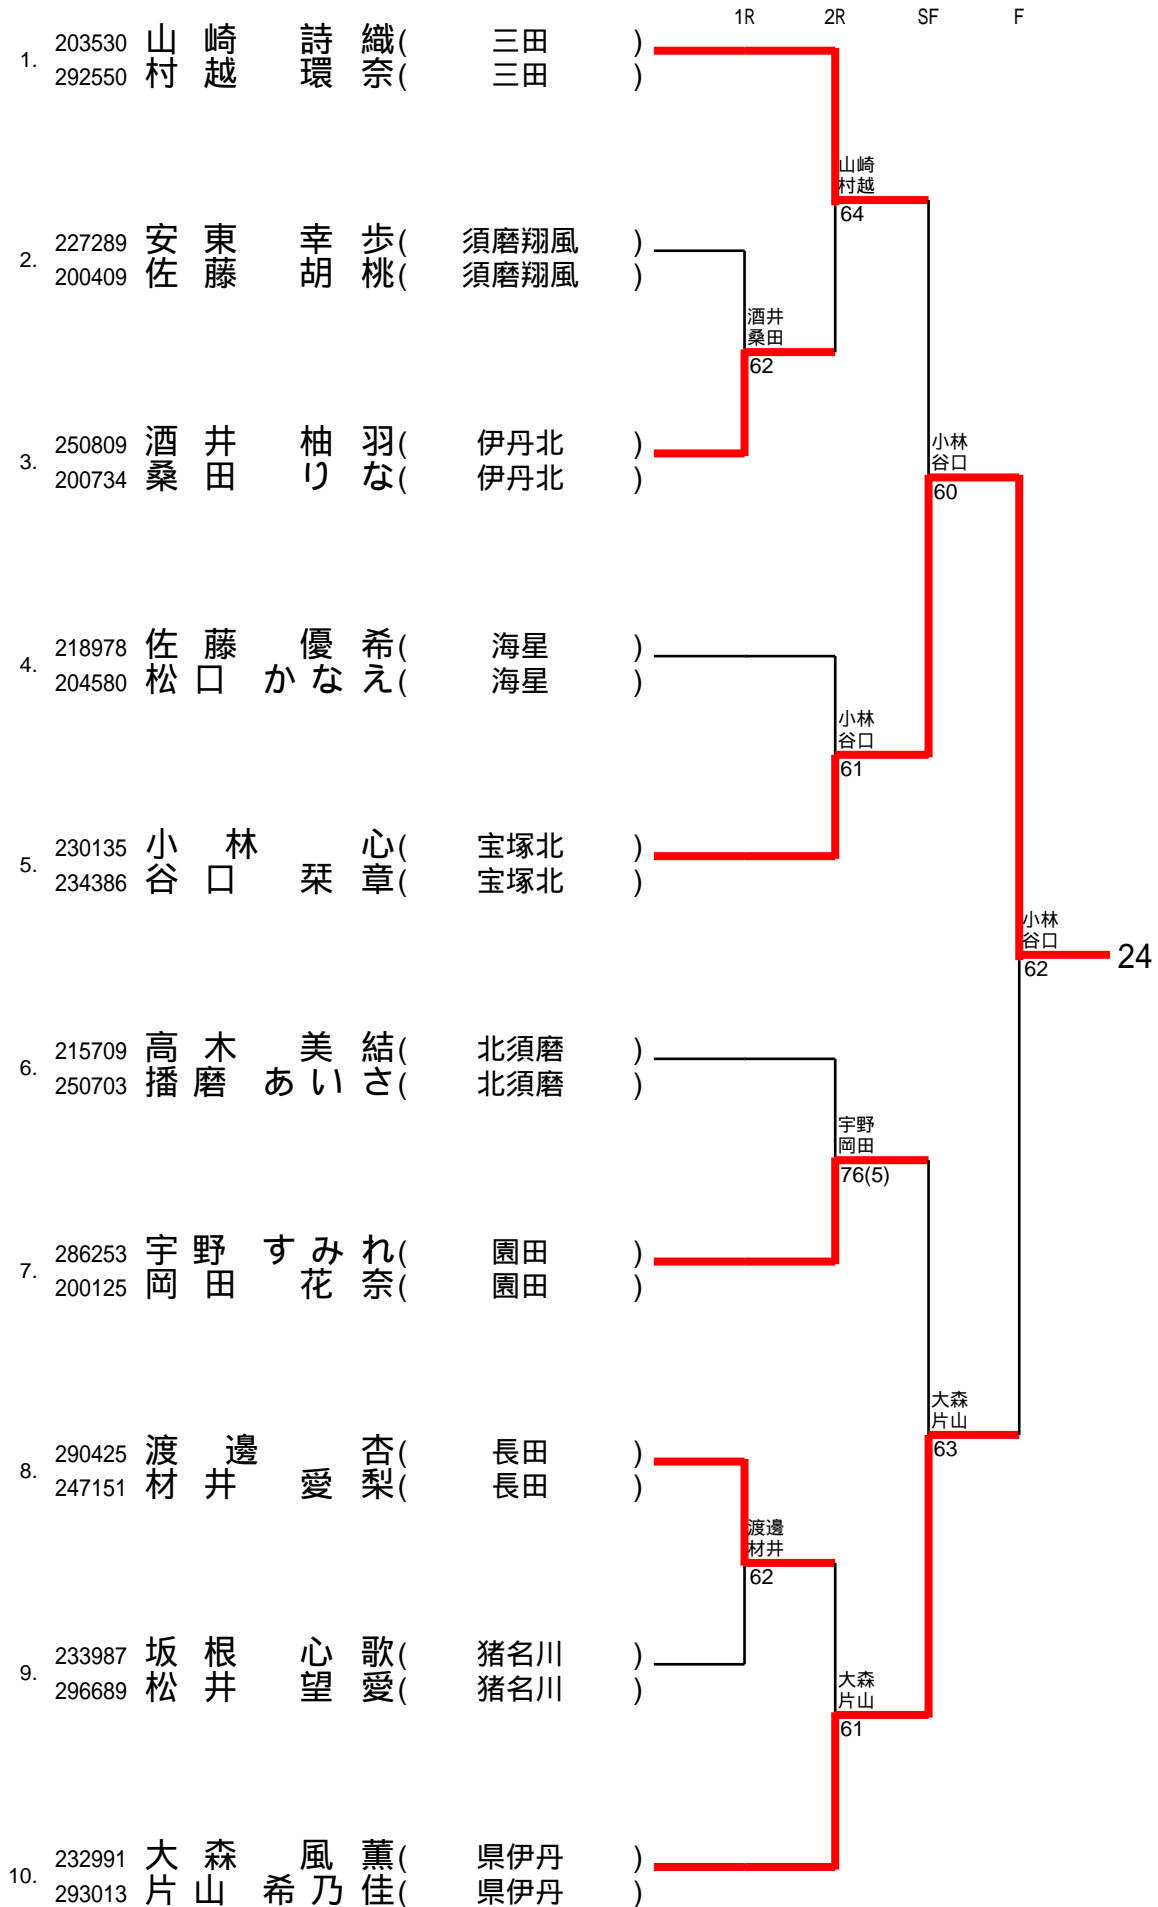 1R 2R SF F
1. 203530 山崎 詩織( 三田 )
292550 村越 環奈( 三田 )
山崎
村越
64
2. 227289 安東 幸歩( 須磨翔風 )
200409 佐藤 胡桃( 須磨翔風 )
酒井
桑田
62
3. 250809 酒井 柚羽( 伊丹北 )
200734 桑田 りな( 伊丹北 )
小林
谷口
60
4. 218978 佐藤 優希( 海星 )
204580 松口 かなえ( 海星 )
小林
谷口
61
5. 230135 小林 心( 宝塚北 )
234386 谷口 栞章( 宝塚北 )
小林
谷口
62
24
6. 215709 高木 美結( 北須磨 )
250703 播磨 あいさ( 北須磨 )
宇野
岡田
76(5)
7. 286253 宇野 すみれ( 園田 )
200125 岡田 花奈( 園田 )
大森
片山
63
8. 290425 渡邊 杏( 長田 )
247151 材井 愛梨( 長田 )
渡邊
材井
62
9. 233987 坂根 心歌( 猪名川 )
296689 松井 望愛( 猪名川 )
大森
片山
61
10. 232991 大森 風薫( 県伊丹 )
293013 片山 希乃佳( 県伊丹 )